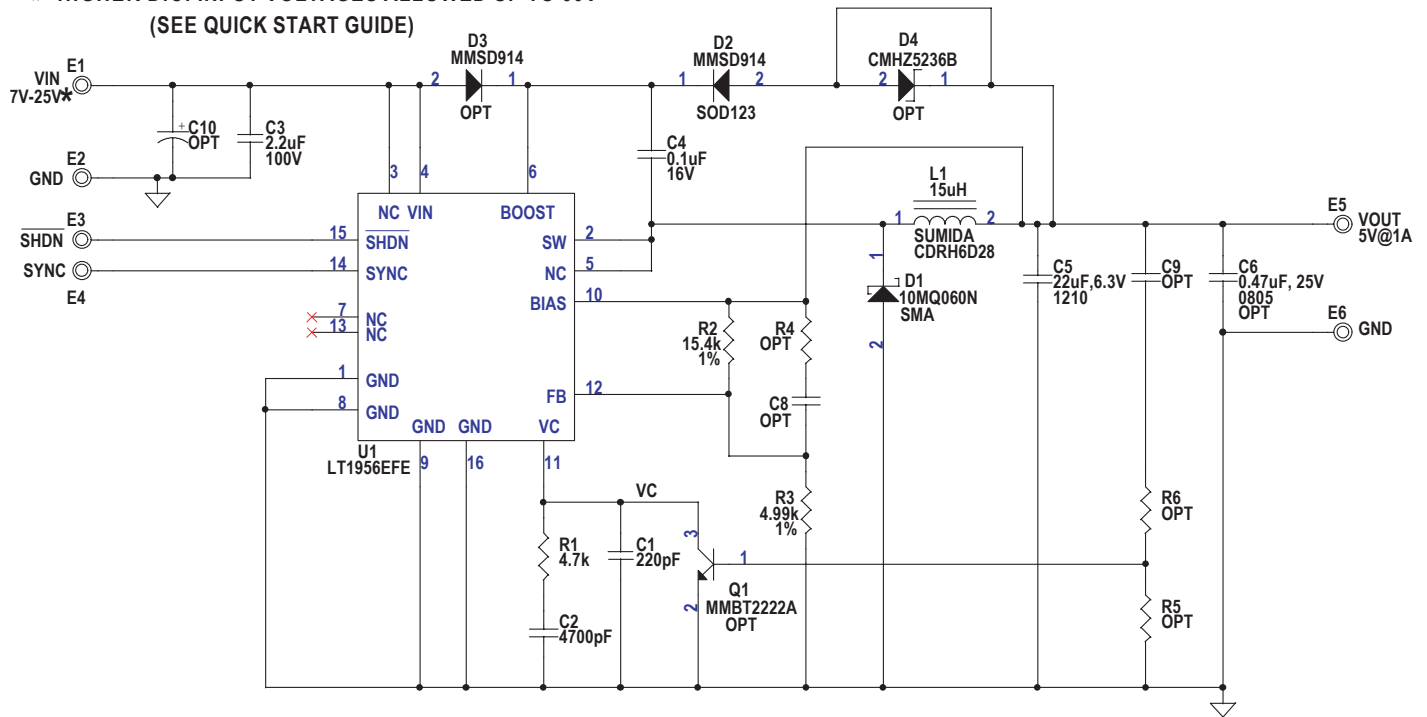 (SEE QUICK START GUIDE)
E1
VIN
7V-25V*
E2
GND
E3
SHDN
SYNC
E4
+
C10
OPT
C3
2.2uF
100V
D3
MMSD914
2
1
OPT
D2
MMSD914
1
2
SOD123
D4
CMHZ5236B
2
1
OPT
C4
0.1uF
16V
3
4
6
NC
VIN
BOOST
15
SHDN
14
SYNC
7
NC
13
NC
1
GND
8
GND
GND
GND
VC
SW
2
NC
5
BIAS
10
FB
12
U1
LT1956EFE
9
16
11
L1
15uH
1
2
SUMIDA
CDRH6D28
1
D1
10MQ060N
SMA
2
R2
15.4k
1%
R4
OPT
C8
OPT
R3
4.99k
1%
C5
22uF,6.3V
1210
C9
OPT
C6
0.47uF, 25V
0805
OPT
E5
VOUT
5V@1A
E6
GND
VC
R1
4.7k
C1
220pF
C2
4700pF
3
1
2
Q1
MMBT2222A
OPT
R6
OPT
R5
OPT